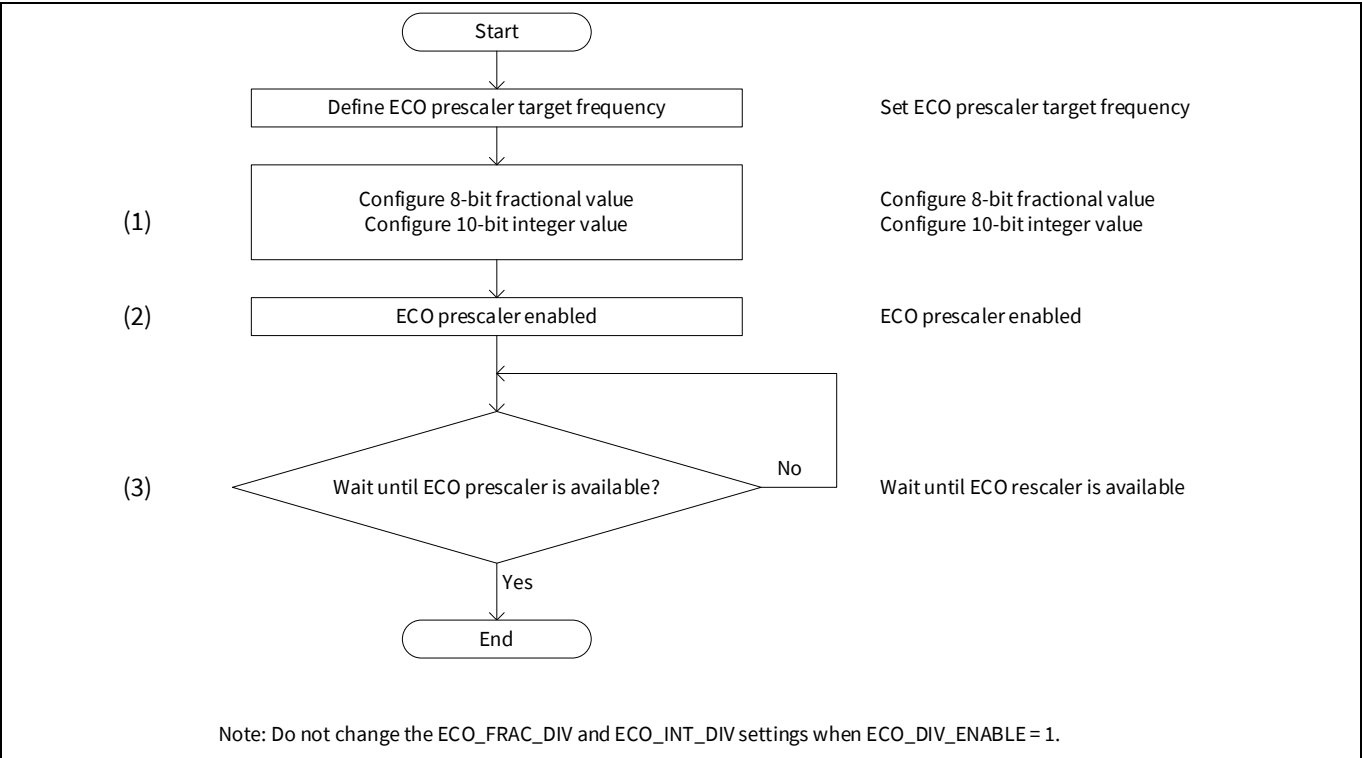 Start
Define ECO prescaler target frequency
Set ECO prescaler target frequency
(1)
Configure 8-bit fractional value
Configure 10-bit integer value
Configure 8-bit fractional value
Configure 10-bit integer value
(2)
ECO prescaler enabled
ECO prescaler enabled
(3)
Wait until ECO prescaler is available?
No
Wait until ECO rescaler is available
Yes
End
Note: Do not change the ECO_FRAC_DIV and ECO_INT_DIV settings when ECO_DIV_ENABLE = 1.